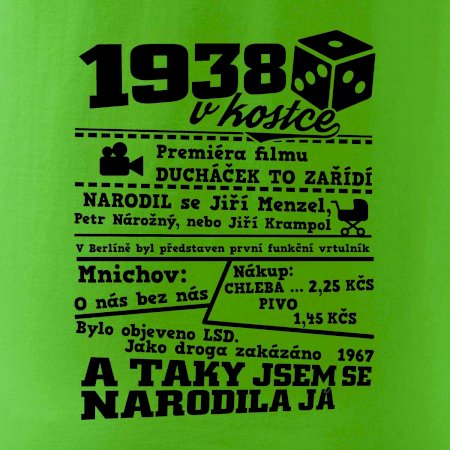 1938
v kostce
Premiéra filmu
DUCHÁČEK TO ZAŘÍDÍ
NARODIL se Jiří Menzel,
Petr Nárožný, nebo Jiří Krampol
V Berlíně byl představen první funkční vrtulník
Mnichov:
O nás bez nás
Nákup:
CHLEBA ... 2,25 KČS
PIVO
1,45 KČS
Bylo objeveno LSD.
Jako droga zakázáno 1967
A TAKY JSEM SE
NARODILA JÁ